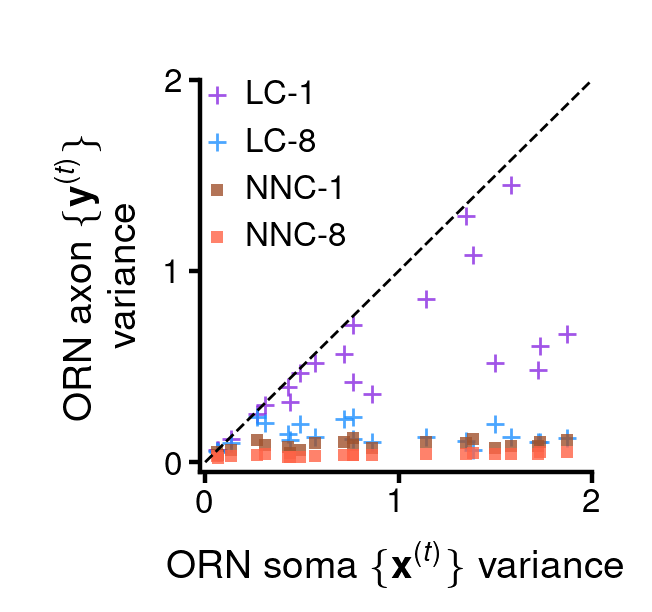 2
1
0
ORN axon {y^(t)}
variance
LC-1
LC-8
NNC-1
NNC-8
0 1 2
ORN soma {x^(t)} variance